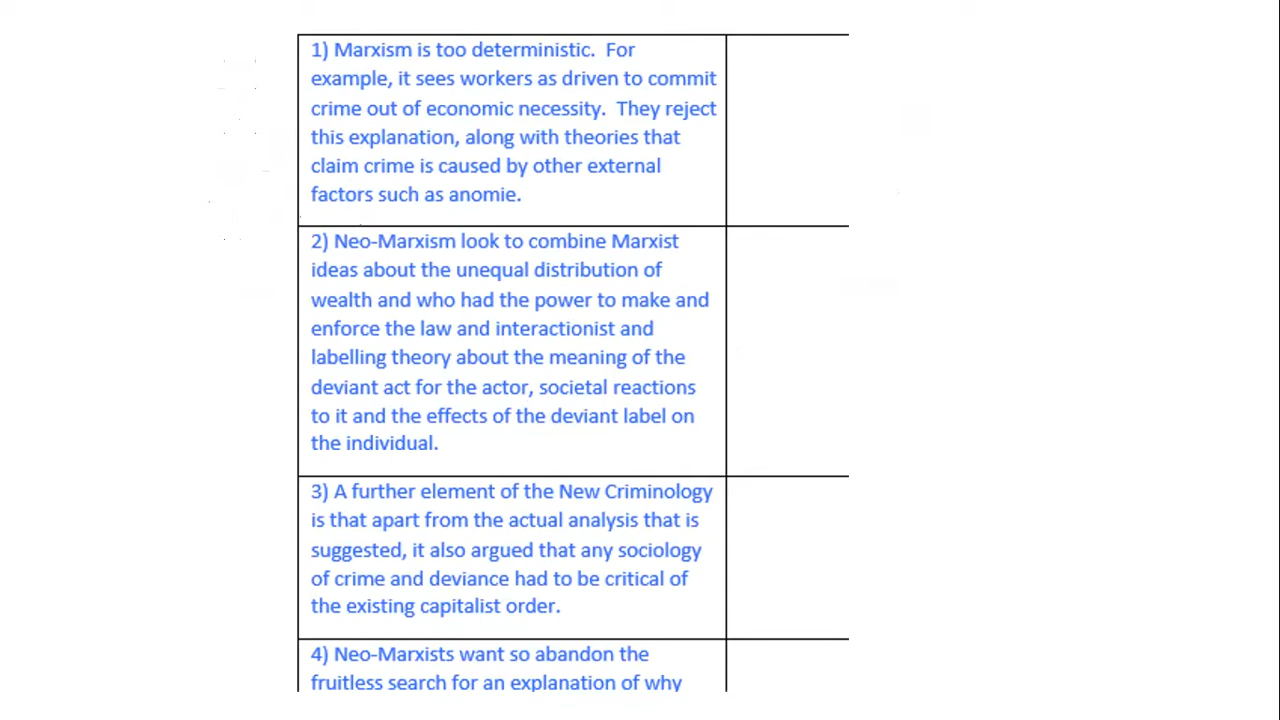 1) Marxism is too deterministic.  For
example, it sees workers as driven to commit
crime out of economic necessity.  They reject
this explanation, along with theories that
claim crime is caused by other external
factors such as anomie.
2) Neo-Marxism look to combine Marxist
ideas about the unequal distribution of
wealth and who had the power to make and
enforce the law and interactionist and
labelling theory about the meaning of the
deviant act for the actor, societal reactions
to it and the effects of the deviant label on
the individual.
3) A further element of the New Criminology
is that apart from the actual analysis that is
suggested, it also argued that any sociology
of crime and deviance had to be critical of
the existing capitalist order.
4) Neo-Marxists want so abandon the
fruitless search for an explanation of why